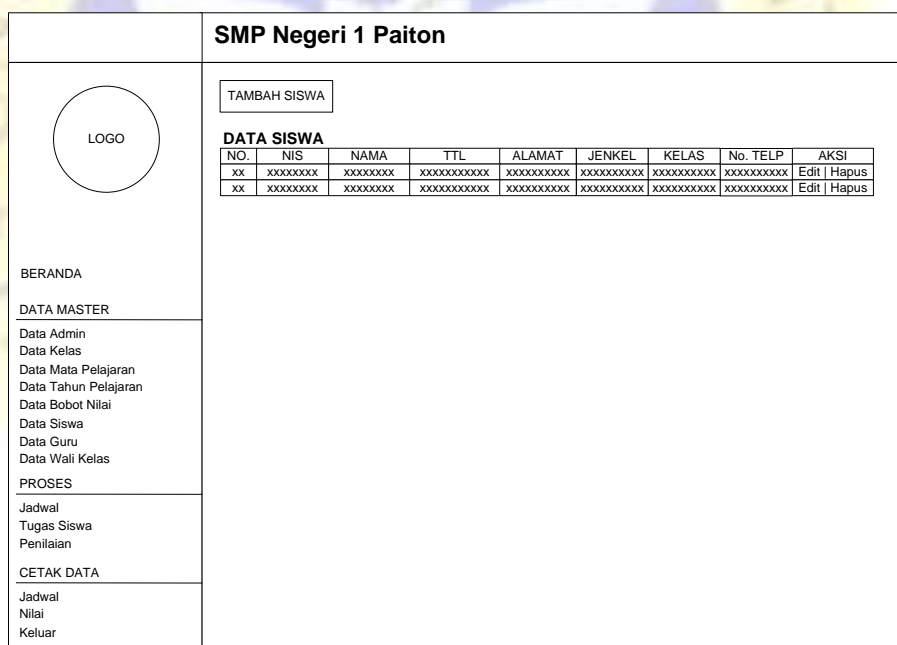 SMP Negeri 1 Paiton
LOGO
BERANDA
DATA MASTER
Data Admin
Data Kelas
Data Mata Pelajaran
Data Tahun Pelajaran
Data Bobot Nilai
Data Siswa
Data Guru
Data Wali Kelas
PROSES
Jadwal
Tugas Siswa
Penilaian
CETAK DATA
Jadwal
Nilai
Keluar
TAMBAH SISWA
DATA SISWA
NO. NIS NAMA TTL ALAMAT JENKEL KELAS No. TELP AKSI
xx xxxxxxxx xxxxxxxx xxxxxxxxxxx xxxxxxxxxx xxxxxxxxxx xxxxxxxxxx xxxxxxxxxx Edit | Hapus
xx xxxxxxxx xxxxxxxx xxxxxxxxxxx xxxxxxxxxx xxxxxxxxxx xxxxxxxxxx xxxxxxxxxx Edit | Hapus